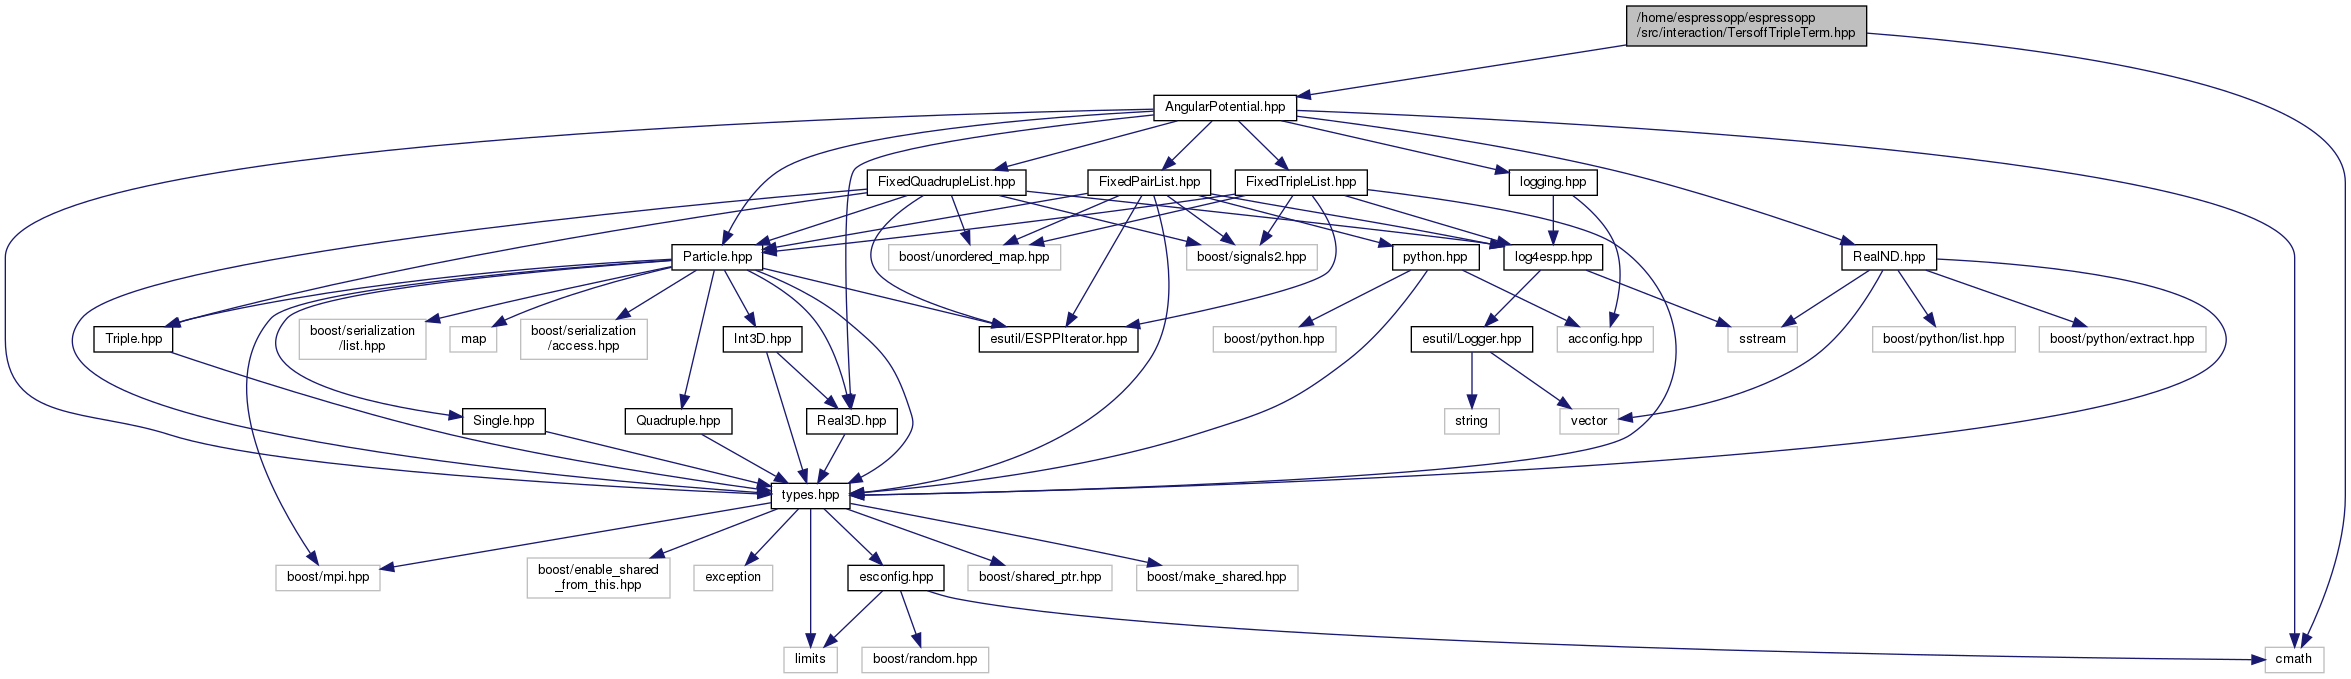 /home/espressopp/espressopp
/src/interaction/TersoffTripleTerm.hpp
AngularPotential.hpp
FixedQuadrupleList.hpp
FixedPairList.hpp
FixedTripleList.hpp
logging.hpp
Particle.hpp
boost/unordered_map.hpp
boost/signals2.hpp
python.hpp
log4espp.hpp
RealND.hpp
Triple.hpp
boost/serialization
/list.hpp
map
boost/serialization
/access.hpp
Int3D.hpp
esutil/ESPPIterator.hpp
boost/python.hpp
esutil/Logger.hpp
acconfig.hpp
sstream
boost/python/list.hpp
boost/python/extract.hpp
Single.hpp
Quadruple.hpp
Real3D.hpp
string
vector
types.hpp
boost/mpi.hpp
boost/enable_shared
_from_this.hpp
exception
esconfig.hpp
boost/shared_ptr.hpp
boost/make_shared.hpp
limits
boost/random.hpp
cmath